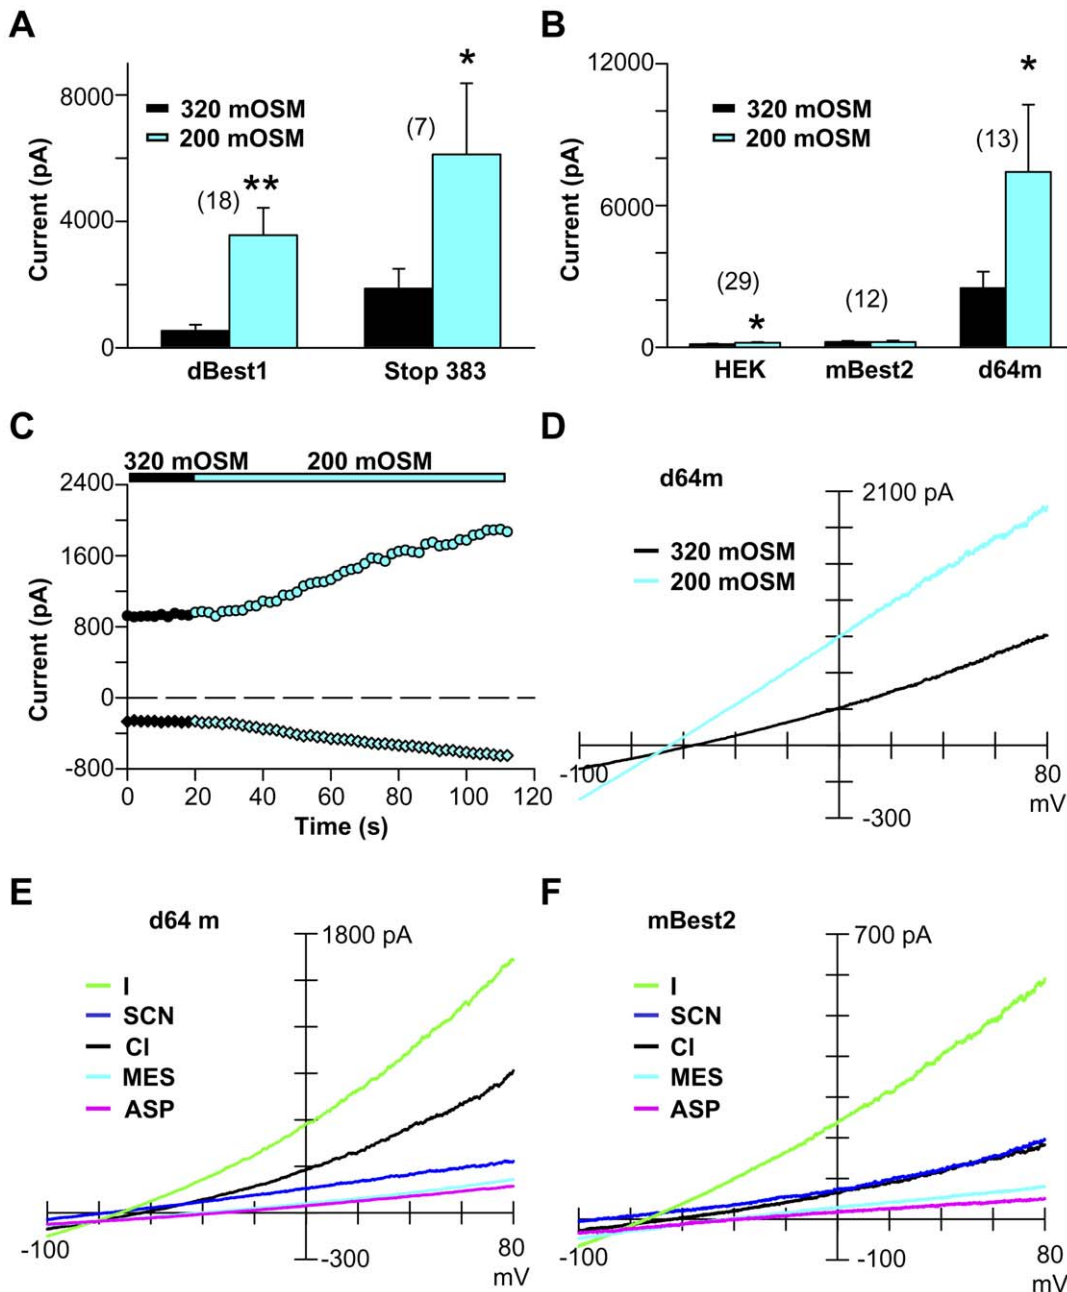 A
Current (pA)
8000
4000
0
320 mOSM
200 mOSM
(18)
**
(7)
*
dBest1
Stop 383
B
Current (pA)
12000
6000
0
320 mOSM
200 mOSM
(29)
*
(12)
(13)
*
HEK
mBest2
d64m
C
320 mOSM
200 mOSM
Current (pA)
2400
1600
800
0
-800
0
20
40
60
80
100
120
Time (s)
D
d64m
2100 pA
320 mOSM
200 mOSM
-100
80
mV
-300
E
d64 m
1800 pA
I
SCN
Cl
MES
ASP
-100
80
mV
-300
F
mBest2
700 pA
I
SCN
Cl
MES
ASP
-100
80
mV
-100